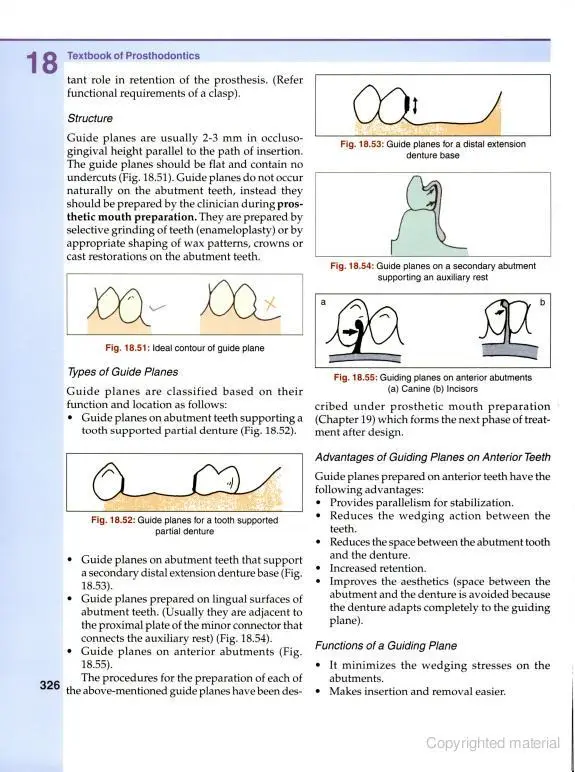 18
Textbook of Prosthodontics
tant role in retention of the prosthesis. (Refer
functional requirements of a clasp).
Structure
Guide planes are usually 2-3 mm in occluso-
gingival height parallel to the path of insertion.
The guide planes should be flat and contain no
undercuts (Fig. 18.51). Guide planes do not occur
naturally on the abutment teeth, instead they
should be prepared by the clinician during pros-
thetic mouth preparation. They are prepared by
selective grinding of teeth (enameloplasty) or by
appropriate shaping of wax patterns, crowns or
cast restorations on the abutment teeth.
Fig. 18.51: Ideal contour of guide plane
Types of Guide Planes
Guide planes are classified based on their
function and location as follows:
• Guide planes on abutment teeth supporting a
tooth supported partial denture (Fig. 18.52).
Fig. 18.52: Guide planes for a tooth supported
partial denture
• Guide planes on abutment teeth that support
a secondary distal extension denture base (Fig.
18.53).
• Guide planes prepared on lingual surfaces of
abutment teeth. (Usually they are adjacent to
the proximal plate of the minor connector that
connects the auxiliary rest) (Fig. 18.54).
• Guide planes on anterior abutments (Fig.
18.55).
The procedures for the preparation of each of
the above-mentioned guide planes have been des-
326
Fig. 18.53: Guide planes for a distal extension
denture base
Fig. 18.54: Guide planes on a secondary abutment
supporting an auxiliary rest
a
b
Fig. 18.55: Guiding planes on anterior abutments
(a) Canine (b) Incisors
cribed under prosthetic mouth preparation
(Chapter 19) which forms the next phase of treat-
ment after design.
Advantages of Guiding Planes on Anterior Teeth
Guide planes prepared on anterior teeth have the
following advantages:
• Provides parallelism for stabilization.
• Reduces the wedging action between the
teeth.
• Reduces the space between the abutment tooth
and the denture.
• Increased retention.
• Improves the aesthetics (space between the
abutment and the denture is avoided because
the denture adapts completely to the guiding
plane).
Functions of a Guiding Plane
• It minimizes the wedging stresses on the
abutments.
• Makes insertion and removal easier.
Copyrighted material